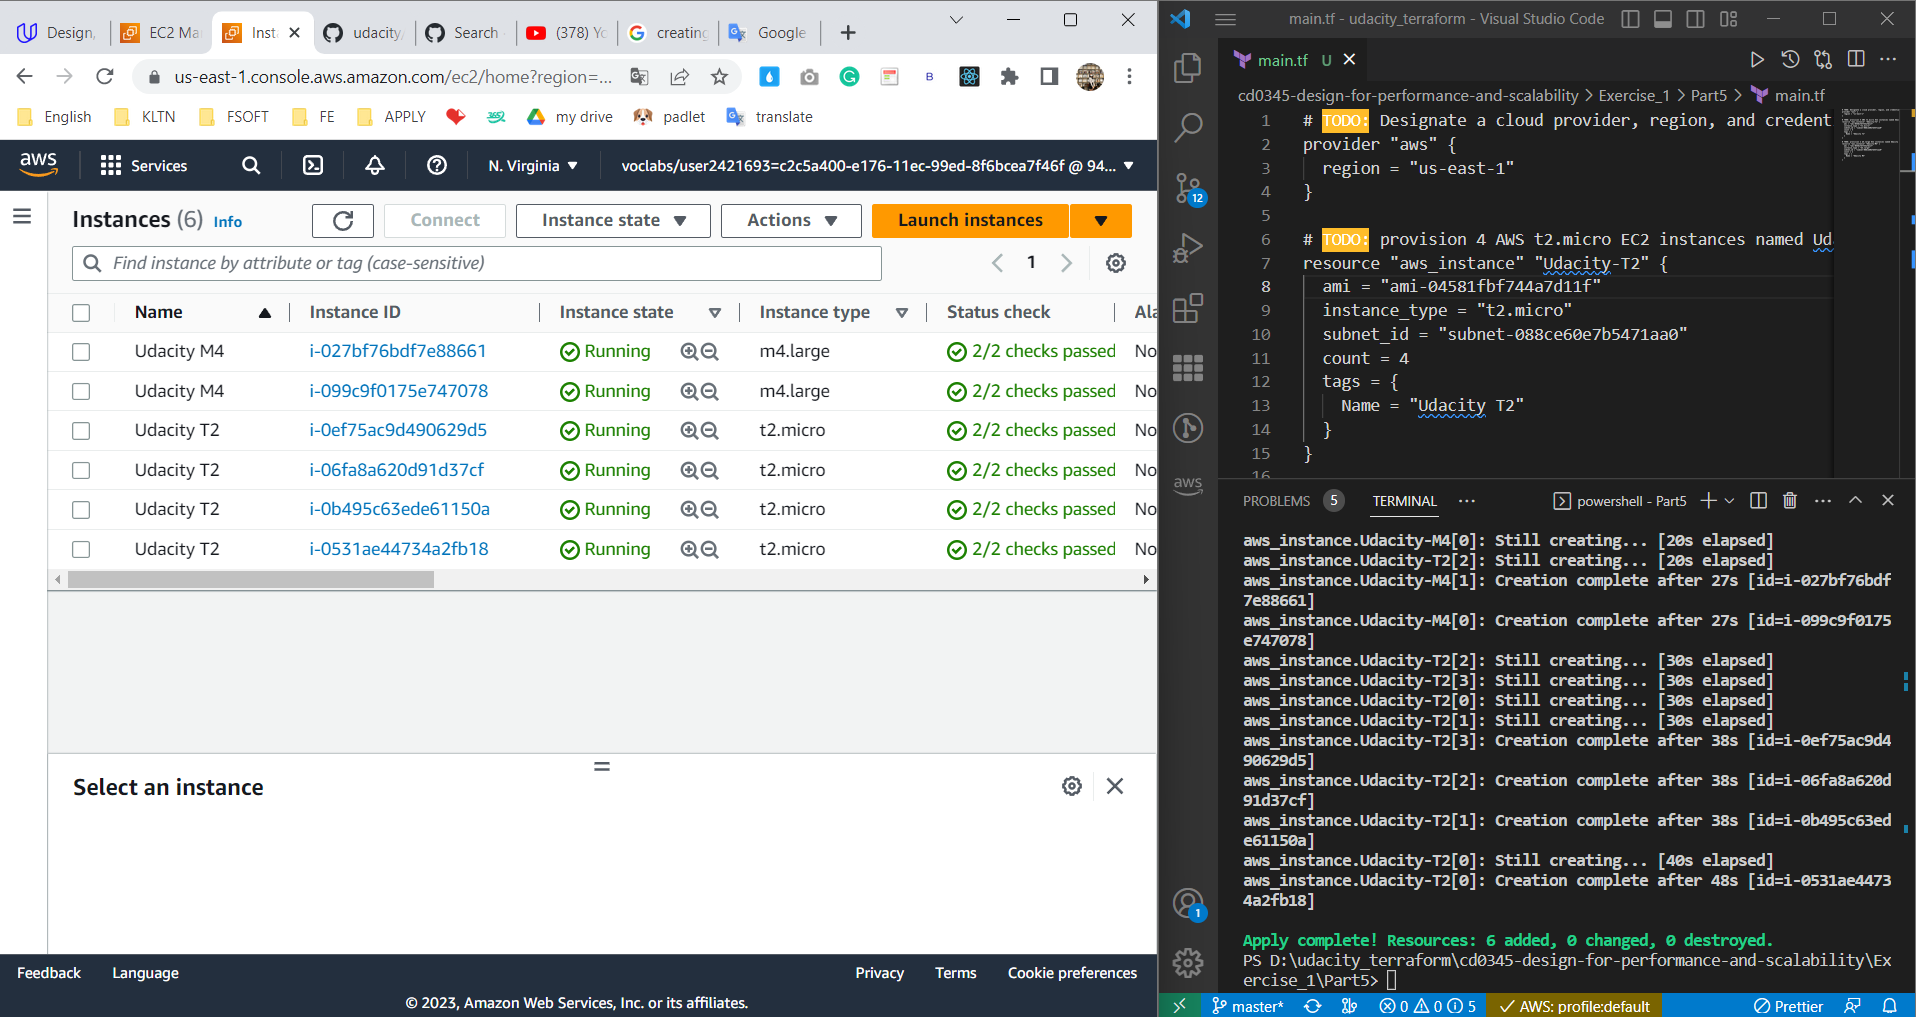 Design,
EC2 Ma
Inst
udacity/
Search
(378) Yo
creating
Google
us-east-1.console.aws.amazon.com/ec2/home?region=...
English
KLTN
FSOFT
FE
APPLY
my drive
padlet
translate
aws
Services
N. Virginia
voclabs/user2421693=c2c5a400-e176-11ec-99ed-8f6bcea7f46f @ 94...
Instances (6) Info
Connect
Instance state
Actions
Launch instances
Find instance by attribute or tag (case-sensitive)
1
Name Instance ID Instance state Instance type Status check Ala
Udacity M4 i-027bf76bdf7e88661 Running m4.large 2/2 checks passed No
Udacity M4 i-099c9f0175e747078 Running m4.large 2/2 checks passed No
Udacity T2 i-0ef75ac9d490629d5 Running t2.micro 2/2 checks passed No
Udacity T2 i-06fa8a620d91d37cf Running t2.micro 2/2 checks passed No
Udacity T2 i-0b495c63ede61150a Running t2.micro 2/2 checks passed No
Udacity T2 i-0531ae44734a2fb18 Running t2.micro 2/2 checks passed No
Select an instance
Feedback Language Privacy Terms Cookie preferences
© 2023, Amazon Web Services, Inc. or its affiliates.
main.tf - udacity_terraform - Visual Studio Code
main.tf U
cd0345-design-for-performance-and-scalability > Exercise_1 > Part5 > main.tf
12
aws
1
1 # TODO: Designate a cloud provider, region, and credent
2 provider "aws" {
3 region = "us-east-1"
4 }
5
6 # TODO: provision 4 AWS t2.micro EC2 instances named Ud
7 resource "aws_instance" "Udacity-T2" {
8 ami = "ami-04581fbf744a7d11f"
9 instance_type = "t2.micro"
10 subnet_id = "subnet-088ce60e7b5471aa0"
11 count = 4
12 tags = {
13 Name = "Udacity T2"
14 }
15 }
16
PROBLEMS 5 TERMINAL ... powershell - Part5
aws_instance.Udacity-M4[0]: Still creating... [20s elapsed]
aws_instance.Udacity-T2[2]: Still creating... [20s elapsed]
aws_instance.Udacity-M4[1]: Creation complete after 27s [id=i-027bf76bdf
7e88661]
aws_instance.Udacity-M4[0]: Creation complete after 27s [id=i-099c9f0175
e747078]
aws_instance.Udacity-T2[2]: Still creating... [30s elapsed]
aws_instance.Udacity-T2[3]: Still creating... [30s elapsed]
aws_instance.Udacity-T2[0]: Still creating... [30s elapsed]
aws_instance.Udacity-T2[1]: Still creating... [30s elapsed]
aws_instance.Udacity-T2[3]: Creation complete after 38s [id=i-0ef75ac9d4
90629d5]
aws_instance.Udacity-T2[2]: Creation complete after 38s [id=i-06fa8a620d
91d37cf]
aws_instance.Udacity-T2[1]: Creation complete after 38s [id=i-0b495c63ed
e61150a]
aws_instance.Udacity-T2[0]: Still creating... [40s elapsed]
aws_instance.Udacity-T2[0]: Creation complete after 48s [id=i-0531ae4473
4a2fb18]
Apply complete! Resources: 6 added, 0 changed, 0 destroyed.
PS D:\udacity_terraform\cd0345-design-for-performance-and-scalability\Ex
ercise_1\Part5>
master* 0 0 5 AWS: profile:default Prettier